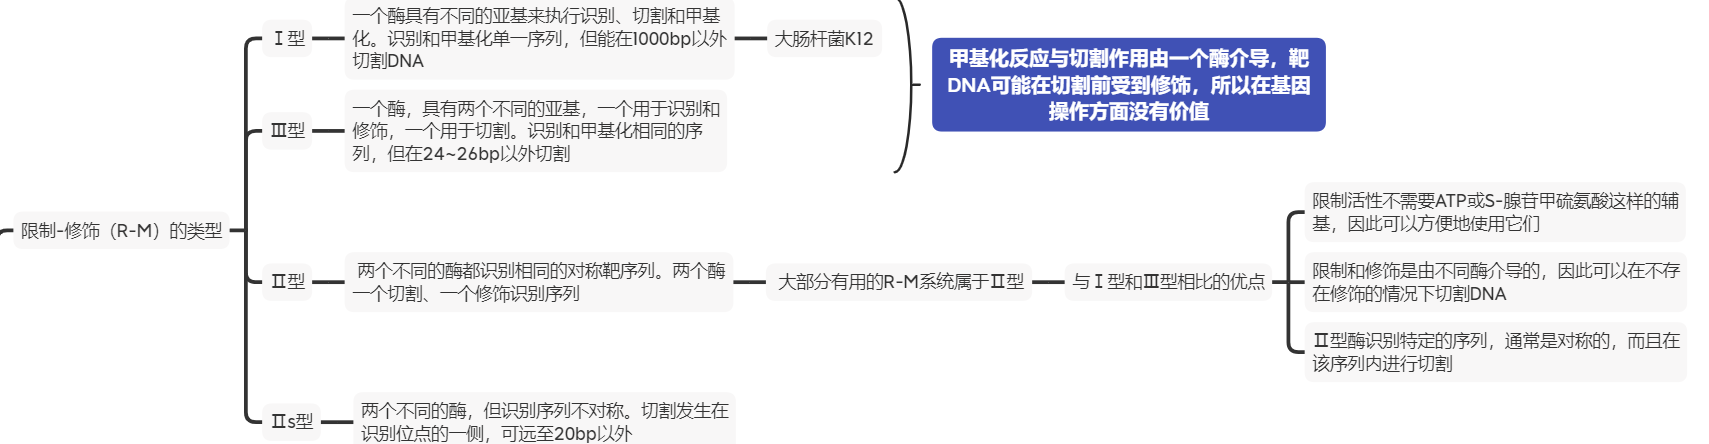 限制-修饰（R-M）的类型
Ⅰ型
一个酶具有不同的亚基来执行识别、切割和甲基
化。识别和甲基化单一序列，但能在1000bp以外
切割DNA
大肠杆菌K12
Ⅲ型
一个酶，具有两个不同的亚基，一个用于识别和
修饰，一个用于切割。识别和甲基化相同的序
列，但在24~26bp以外切割
甲基化反应与切割作用由一个酶介导，靶
DNA可能在切割前受到修饰，所以在基因
操作方面没有价值
Ⅱ型
两个不同的酶都识别相同的对称靶序列。两个酶
一个切割、一个修饰识别序列
大部分有用的R-M系统属于Ⅱ型
与Ⅰ型和Ⅲ型相比的优点
限制活性不需要ATP或S-腺苷甲硫氨酸这样的辅
基，因此可以方便地使用它们
限制和修饰是由不同酶介导的，因此可以在不存
在修饰的情况下切割DNA
Ⅱ型酶识别特定的序列，通常是对称的，而且在
该序列内进行切割
Ⅱs型
两个不同的酶，但识别序列不对称。切割发生在
识别位点的一侧，可远至20bp以外